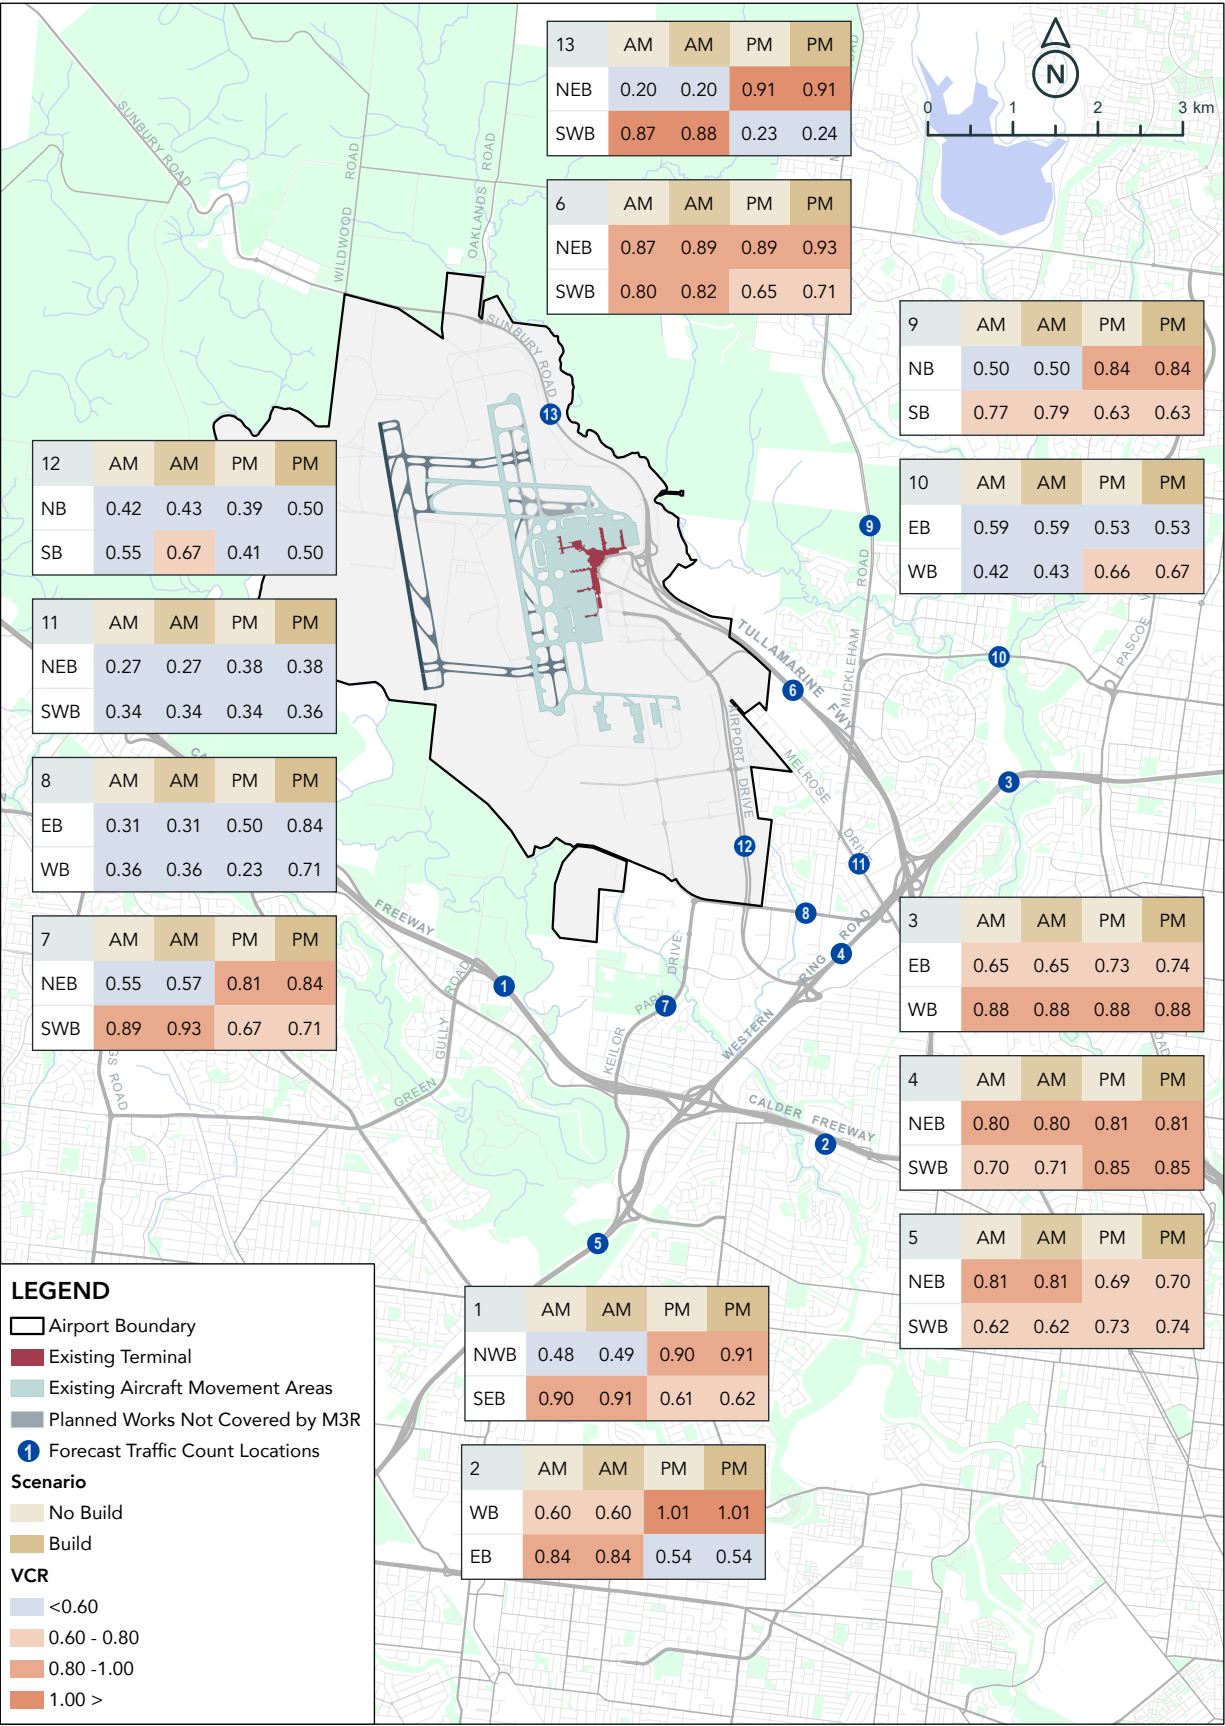 13 AM AM PM PM
NEB 0.20 0.20 0.91 0.91
SWB 0.87 0.88 0.23 0.24
6 AM AM PM PM
NEB 0.87 0.89 0.89 0.93
SWB 0.80 0.82 0.65 0.71
N
0 1 2 3 km
SUNBURY ROAD
WILDWOOD ROAD
OAKLANDS ROAD
ROAD
SUNBURY ROAD
9 AM AM PM PM
NB 0.50 0.50 0.84 0.84
SB 0.77 0.79 0.63 0.63
12 AM AM PM PM
NB 0.42 0.43 0.39 0.50
SB 0.55 0.67 0.41 0.50
10 AM AM PM PM
EB 0.59 0.59 0.53 0.53
WB 0.42 0.43 0.66 0.67
11 AM AM PM PM
NEB 0.27 0.27 0.38 0.38
SWB 0.34 0.34 0.34 0.36
8 AM AM PM PM
EB 0.31 0.31 0.50 0.84
WB 0.36 0.36 0.23 0.71
7 AM AM PM PM
NEB 0.55 0.57 0.81 0.84
SWB 0.89 0.93 0.67 0.71
13
9
10
6
3
12
11
8
4
1
7
2
5
TULLAMARINE FWY
MICKLEHAM ROAD
PASCOE
AIRPORT DRIVE
MELROSE DRIVE
FREEWAY
GREEN GULLY ROAD
KEILOR PARK DRIVE
WESTERN RING ROAD
CALDER FREEWAY
GS ROAD
3 AM AM PM PM
EB 0.65 0.65 0.73 0.74
WB 0.88 0.88 0.88 0.88
4 AM AM PM PM
NEB 0.80 0.80 0.81 0.81
SWB 0.70 0.71 0.85 0.85
5 AM AM PM PM
NEB 0.81 0.81 0.69 0.70
SWB 0.62 0.62 0.73 0.74
1 AM AM PM PM
NWB 0.48 0.49 0.90 0.91
SEB 0.90 0.91 0.61 0.62
2 AM AM PM PM
WB 0.60 0.60 1.01 1.01
EB 0.84 0.84 0.54 0.54
LEGEND
Airport Boundary
Existing Terminal
Existing Aircraft Movement Areas
Planned Works Not Covered by M3R
1 Forecast Traffic Count Locations
Scenario
No Build
Build
VCR
<0.60
0.60 - 0.80
0.80 -1.00
1.00 >